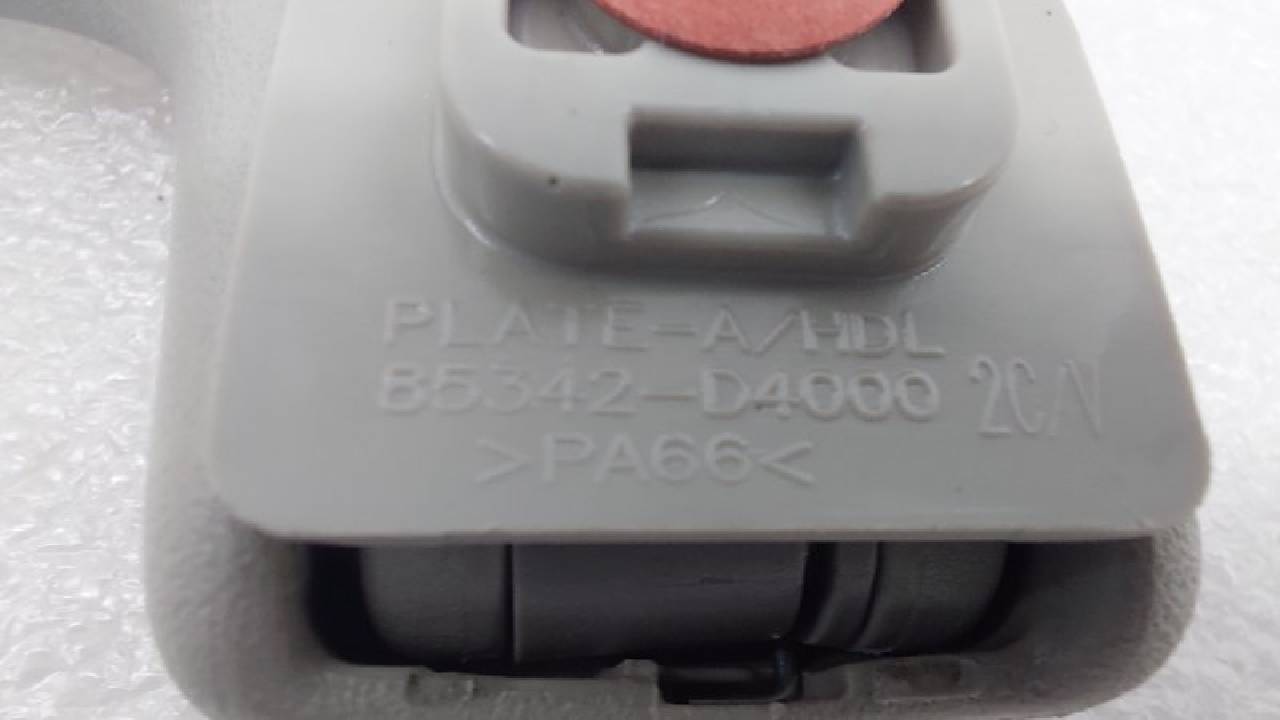 PLATE-A/HDL
85342-D4000 2C/V
>PA66<